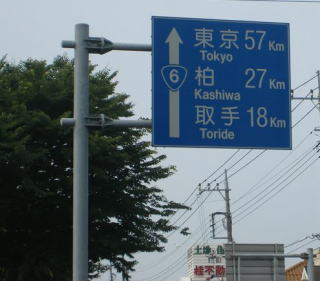 東京 57 Km
Tokyo
6
柏 27 Km
Kashiwa
取手 18 Km
Toride
土地
桂不動